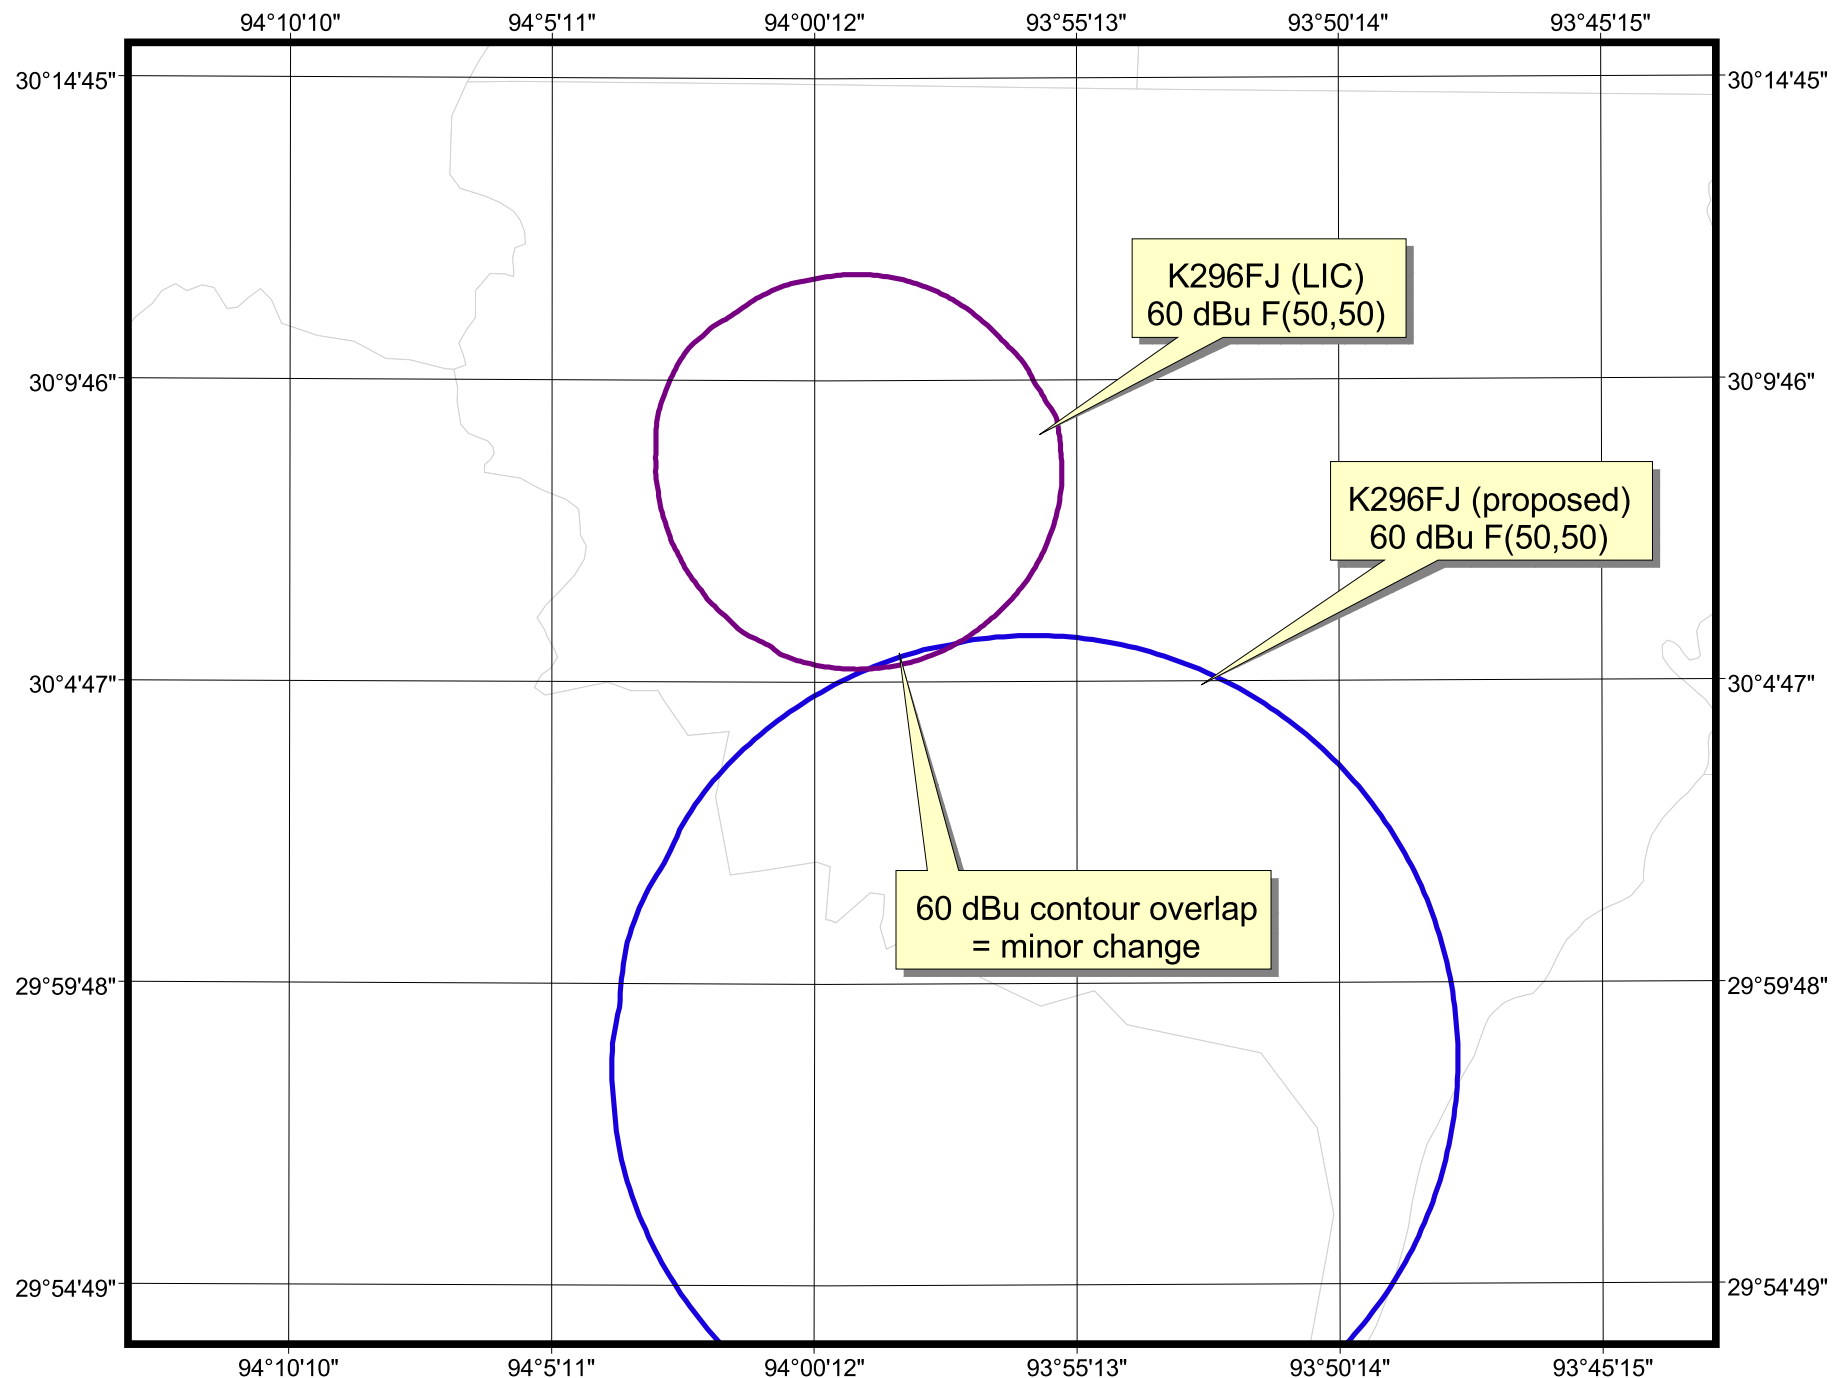 94°10'10" 94°5'11" 94°00'12" 93°55'13" 93°50'14" 93°45'15"
30°14'45" 30°14'45"
K296FJ (LIC)
60 dBu F(50,50)
30°9'46" 30°9'46"
K296FJ (proposed)
60 dBu F(50,50)
30°4'47" 30°4'47"
60 dBu contour overlap
= minor change
29°59'48" 29°59'48"
29°54'49" 29°54'49"
94°10'10" 94°5'11" 94°00'12" 93°55'13" 93°50'14" 93°45'15"